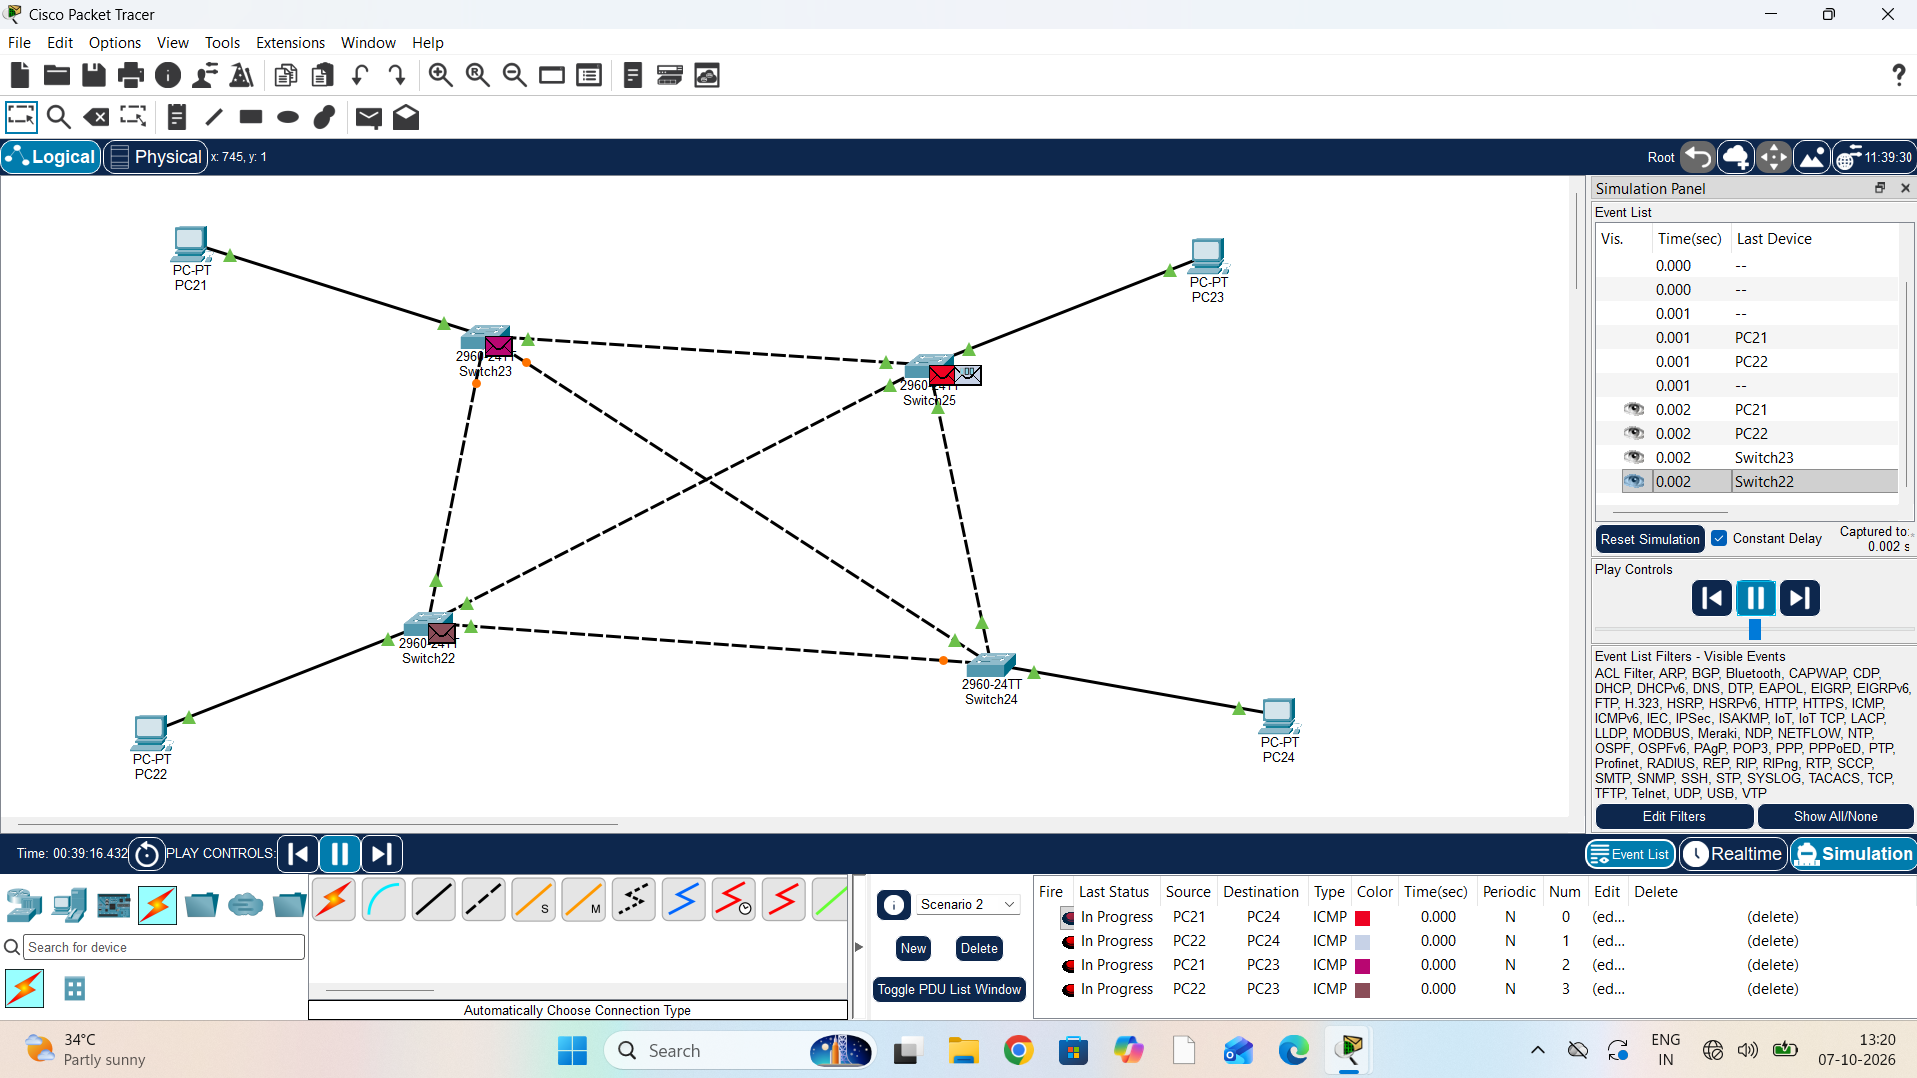 Cisco Packet Tracer
File Edit Options View Tools Extensions Window Help
Logical Physical x: 745, y: 1 Root 11:39:30
PC-PT
PC21
PC-PT
PC23
2960-24TT
Switch23
2960-24TT
Switch25
2960-24TT
Switch22
2960-24TT
Switch24
PC-PT
PC22
PC-PT
PC24
Simulation Panel
Event List
Vis. Time(sec) Last Device
0.000 --
0.000 --
0.001 --
0.001 PC21
0.001 PC22
0.001 --
0.002 PC21
0.002 PC22
0.002 Switch23
0.002 Switch22
Reset Simulation Constant Delay Captured to:
0.002 s
Play Controls
Event List Filters - Visible Events
ACL Filter, ARP, BGP, Bluetooth, CAPWAP, CDP,
DHCP, DHCPv6, DNS, DTP, EAPOL, EIGRP, EIGRPv6,
FTP, H.323, HSRP, HSRPv6, HTTP, HTTPS, ICMP,
ICMPv6, IEC, IPSec, ISAKMP, IoT, IoT TCP, LACP,
LLDP, MODBUS, Meraki, NDP, NETFLOW, NTP,
OSPF, OSPFv6, PAgP, POP3, PPP, PPPoED, PTP,
Profinet, RADIUS, REP, RIP, RIPng, RTP, SCCP,
SMTP, SNMP, SSH, STP, SYSLOG, TACACS, TCP,
TFTP, Telnet, UDP, USB, VTP
Edit Filters Show All/None
Time: 00:39:16.432 PLAY CONTROLS: Event List Realtime Simulation
Search for device
S M
Automatically Choose Connection Type
Scenario 2
New Delete
Toggle PDU List Window
Fire Last Status Source Destination Type Color Time(sec) Periodic Num Edit Delete
In Progress PC21 PC24 ICMP 0.000 N 0 (ed... (delete)
In Progress PC22 PC24 ICMP 0.000 N 1 (ed... (delete)
In Progress PC21 PC23 ICMP 0.000 N 2 (ed... (delete)
In Progress PC22 PC23 ICMP 0.000 N 3 (ed... (delete)
34°C
Partly sunny
Search
ENG
IN
13:20
07-10-2026